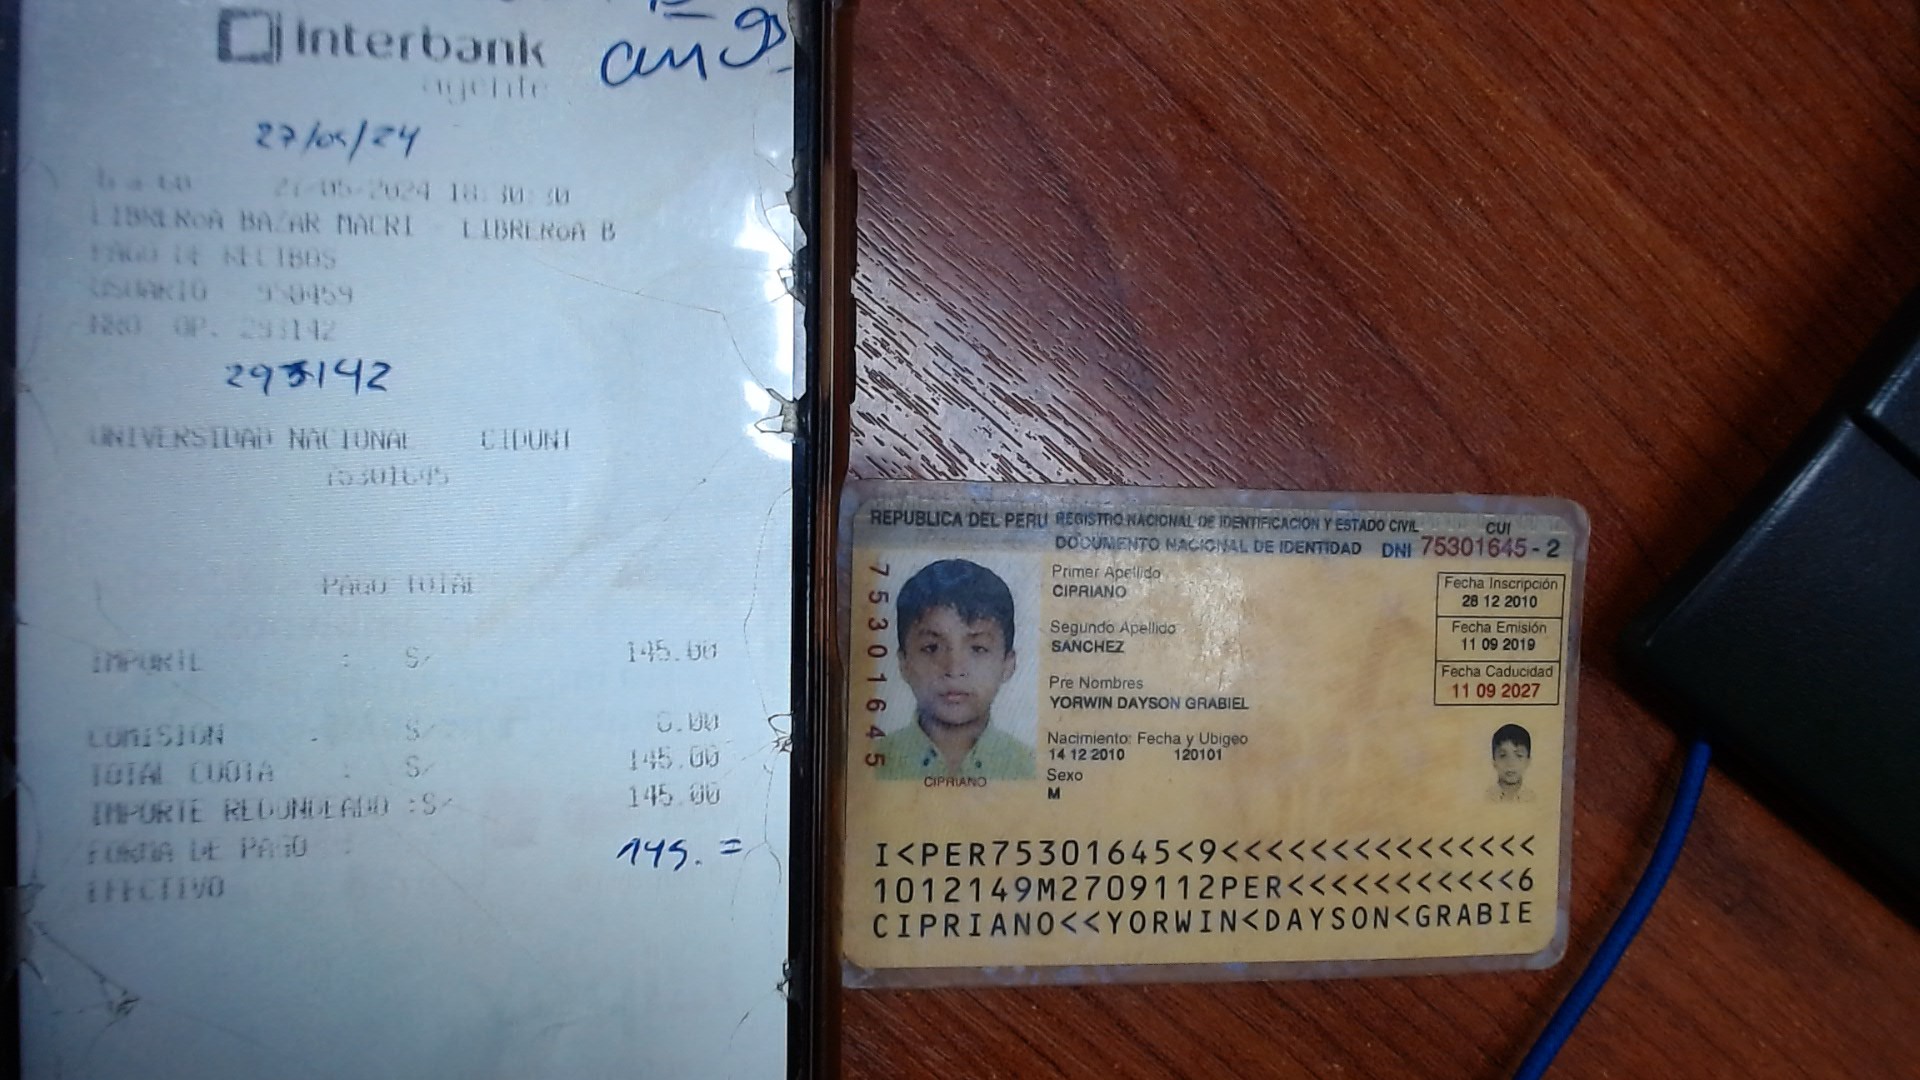 Interbank
agente
27/05/24
27/05/2024 18:30:30
LIBREROA BAZAR MACRI LIBREROA B
PAGO DE RECIBOS
USUARIO 950459
NRO OP. 293142
293142
UNIVERSIDAD NACIONAL CIDUNI
75301645
PAGO TOTAL
IMPORTE : S/ 145.00
COMISION : S/ 0.00
TOTAL CUOTA : S/ 145.00
IMPORTE REDONDEADO :S/ 145.00
FORMA DE PAGO :
145. =
EFECTIVO
REPUBLICA DEL PERU REGISTRO NACIONAL DE IDENTIFICACION Y ESTADO CIVIL CUI
DOCUMENTO NACIONAL DE IDENTIDAD DNI 75301645 - 2
75301645
Primer Apellido
CIPRIANO
Segundo Apellido
SANCHEZ
Pre Nombres
YORWIN DAYSON GRABIEL
Nacimiento: Fecha y Ubigeo
14 12 2010 120101
Sexo
M
CIPRIANO
Fecha Inscripción
28 12 2010
Fecha Emisión
11 09 2019
Fecha Caducidad
11 09 2027
I<PER75301645<9<<<<<<<<<<<<<<<
1012149M2709112PER<<<<<<<<<<<6
CIPRIANO<<YORWIN<DAYSON<GRABIE